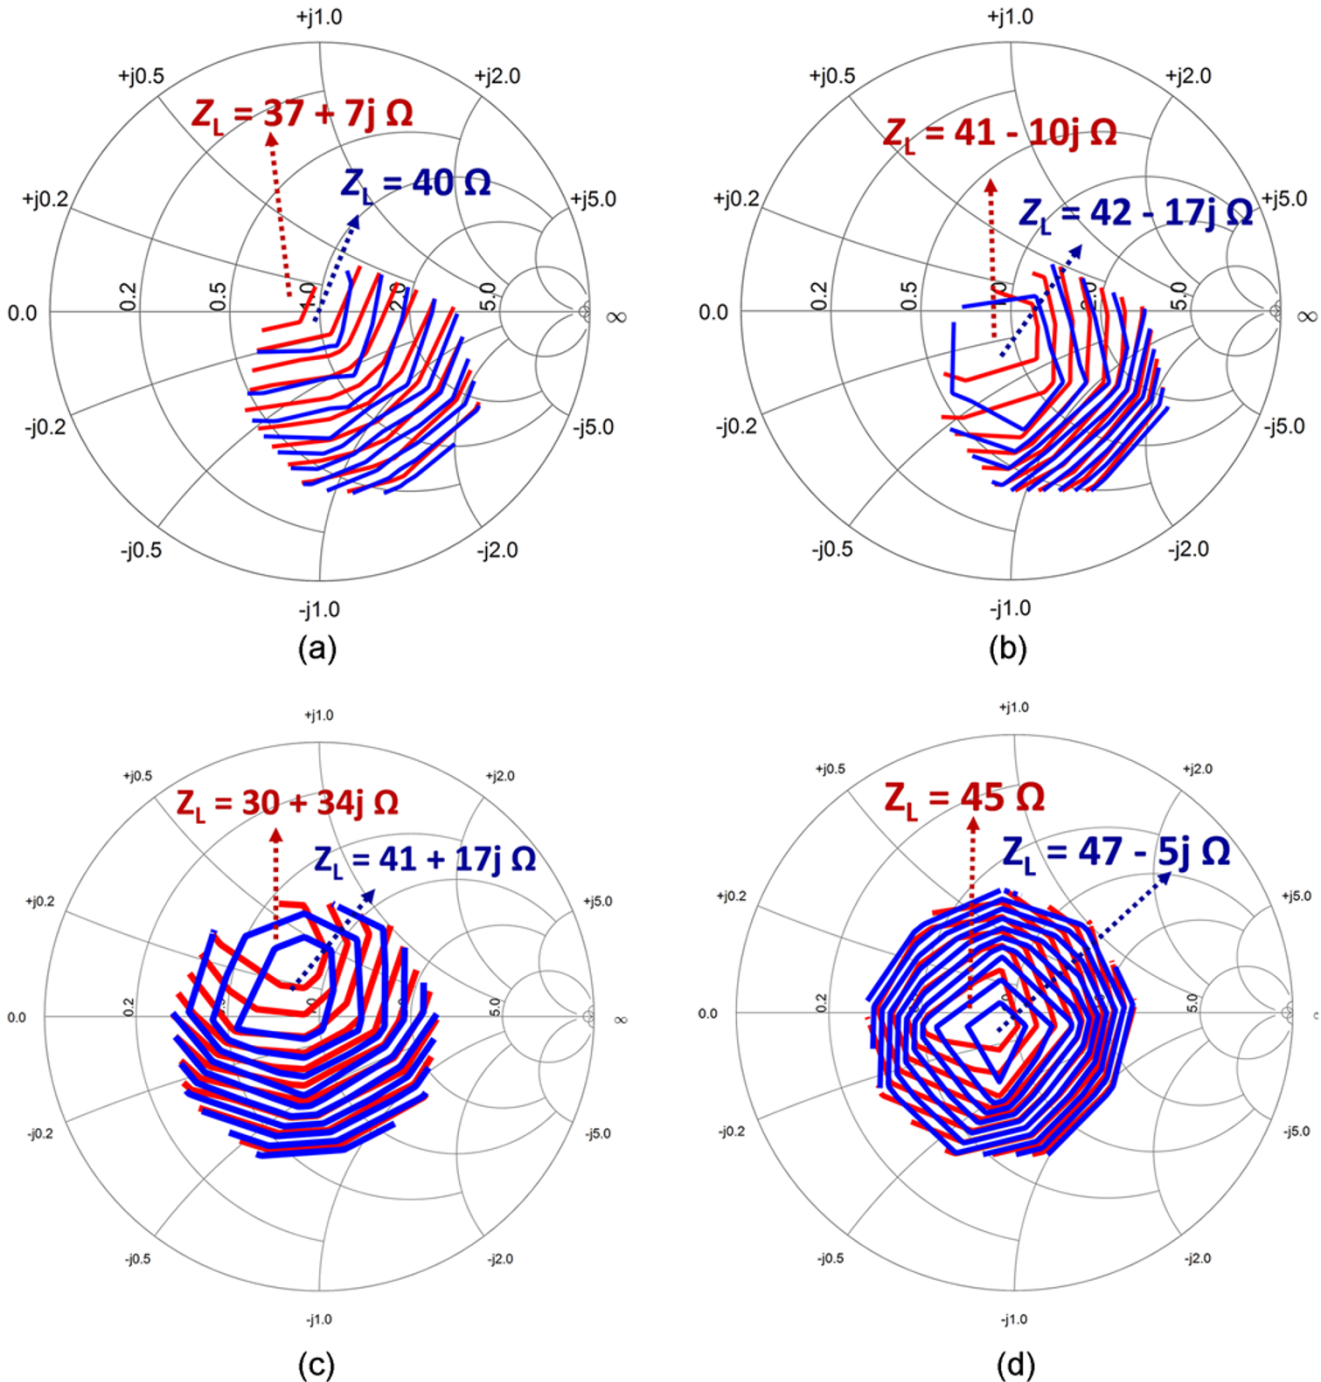 +j1.0
+j0.5
+j2.0
Z_L = 37 + 7j Ω
Z_L = 40 Ω
+j0.2
+j5.0
0.0
0.2
0.5
1.0
2.0
5.0
∞
-j0.2
-j5.0
-j0.5
-j2.0
-j1.0
(a)
+j1.0
+j0.5
+j2.0
Z_L = 41 - 10j Ω
Z_L = 42 - 17j Ω
+j0.2
+j5.0
0.0
0.2
0.5
2.0
5.0
∞
-j0.2
-j5.0
-j0.5
-j2.0
-j1.0
(b)
+j1.0
+j0.5
+j2.0
Z_L = 30 + 34j Ω
Z_L = 41 + 17j Ω
+j0.2
+j5.0
0.0
0.2
5.0
∞
-j0.2
-j5.0
-j0.5
-j2.0
-j1.0
(c)
+j1.0
+j0.5
+j2.0
Z_L = 45 Ω
Z_L = 47 - 5j Ω
+j0.2
+j5.0
0.0
0.2
5.0
-j0.2
-j5.0
-j0.5
-j2.0
-j1.0
(d)